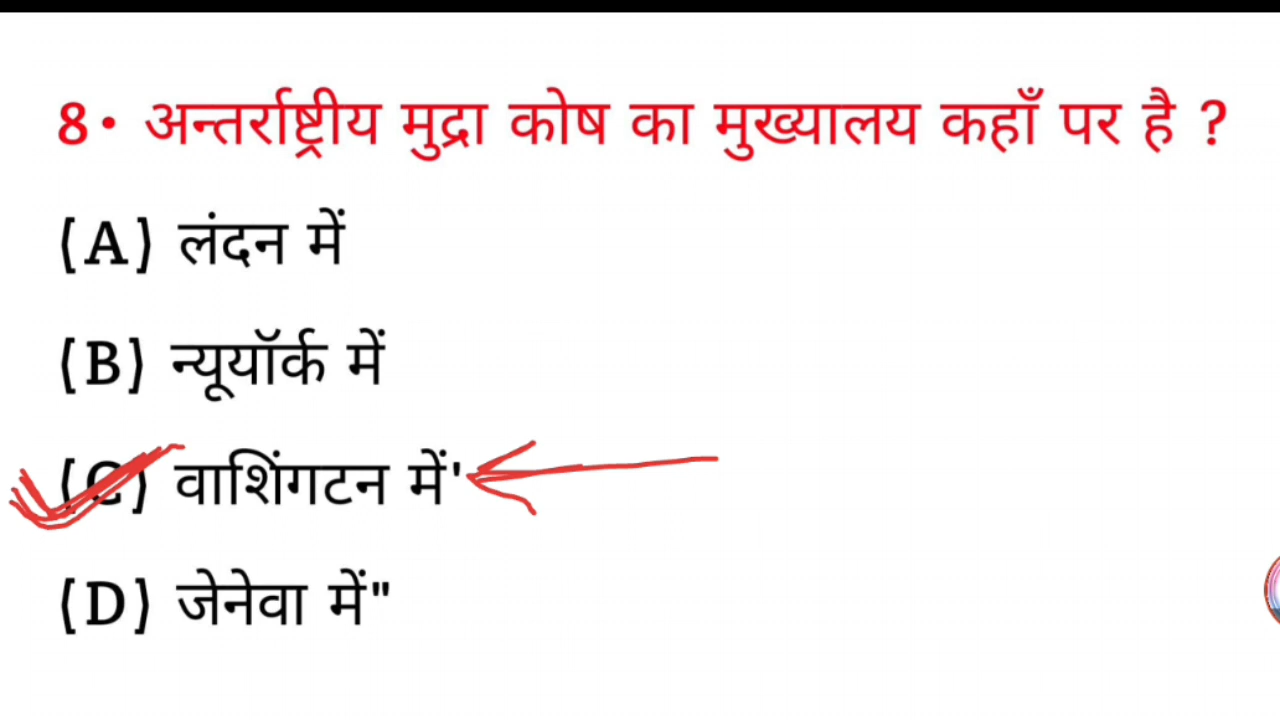 8• अन्तर्राष्ट्रीय मुद्रा कोष का मुख्यालय कहाँ पर है ?
(A) लंदन में
(B) न्यूयॉर्क में
(C) वाशिंगटन में'
(D) जेनेवा में"